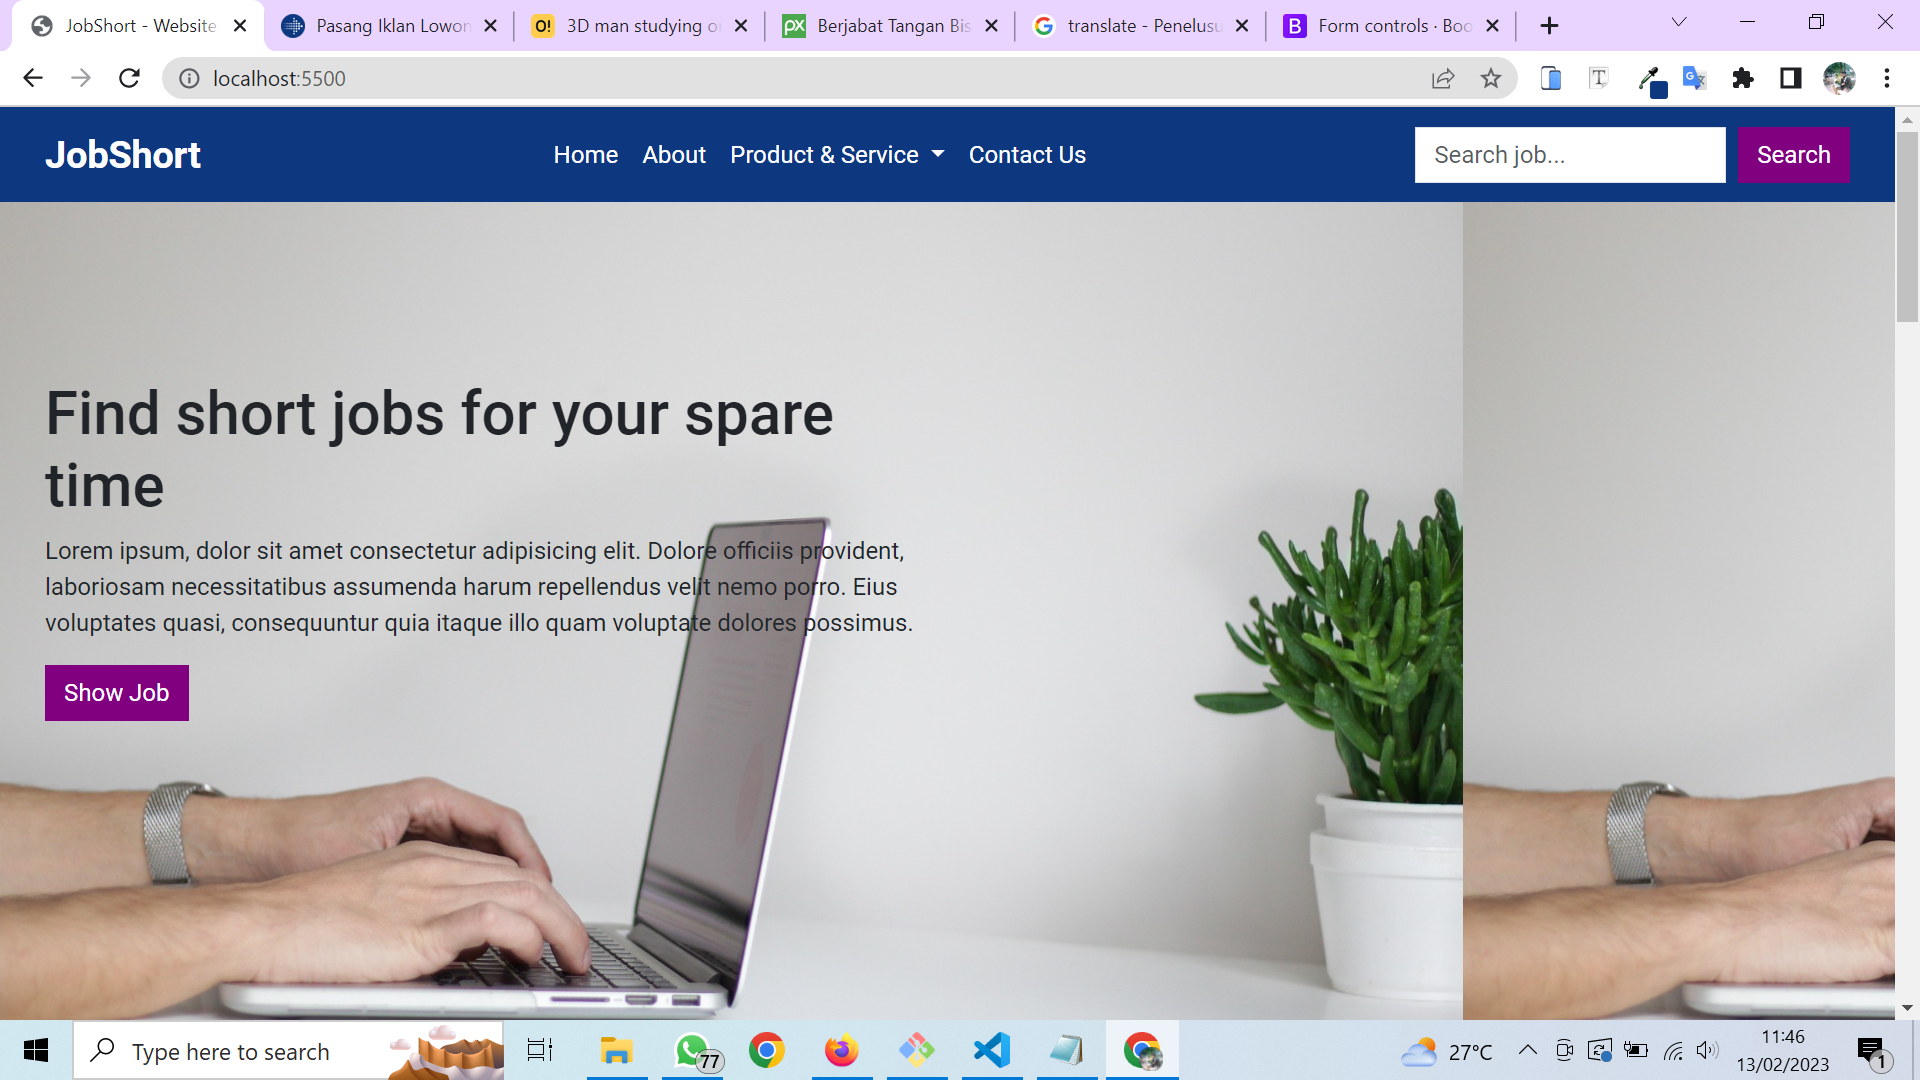 JobShort - Website
Pasang Iklan Lowon
3D man studying o
Berjabat Tangan Bis
translate - Penelusu
Form controls · Boo
localhost:5500
JobShort
Home
About
Product & Service
Contact Us
Search job...
Search
Find short jobs for your spare
time
Lorem ipsum, dolor sit amet consectetur adipisicing elit. Dolore officiis provident,
laboriosam necessitatibus assumenda harum repellendus velit nemo porro. Eius
voluptates quasi, consequuntur quia itaque illo quam voluptate dolores possimus.
Show Job
Type here to search
77
27°C
11:46
13/02/2023
1